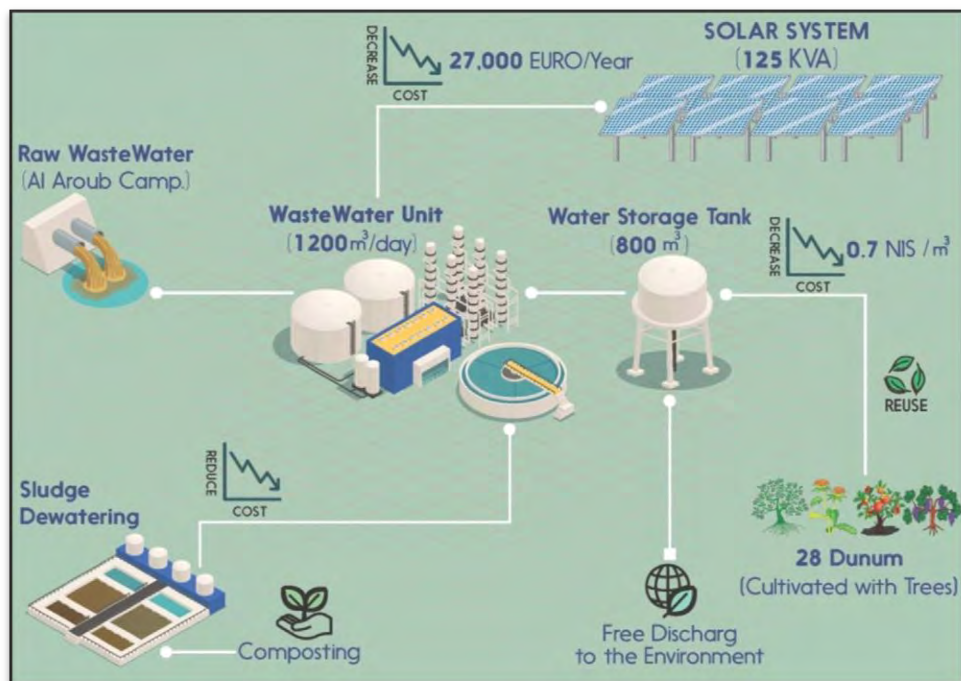 SOLAR SYSTEM
(125 KVA)
DECREASE
COST
27,000 EURO/Year
Raw WasteWater
(Al Aroub Camp.)
WasteWater Unit
(1200 m³/day)
Water Storage Tank
(800 m³)
DECREASE
COST
0.7 NIS / m³
REUSE
REDUCE
COST
Sludge
Dewatering
28 Dunum
(Cultivated with Trees)
Composting
Free Discharg
to the Environment